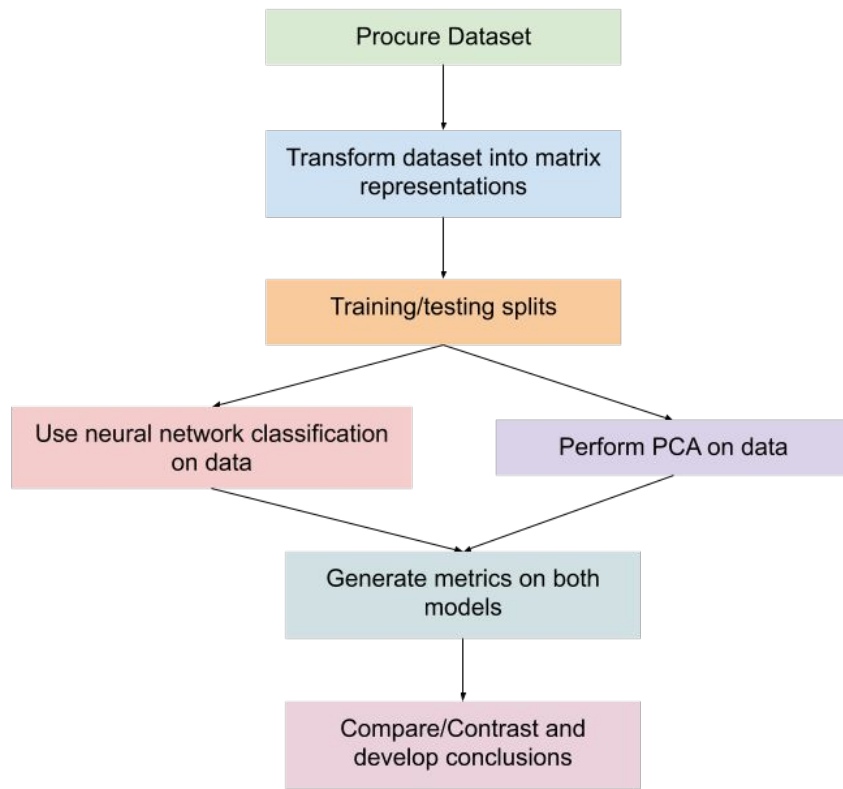 Procure Dataset
Transform dataset into matrix
representations
Training/testing splits
Use neural network classification
on data
Perform PCA on data
Generate metrics on both
models
Compare/Contrast and
develop conclusions